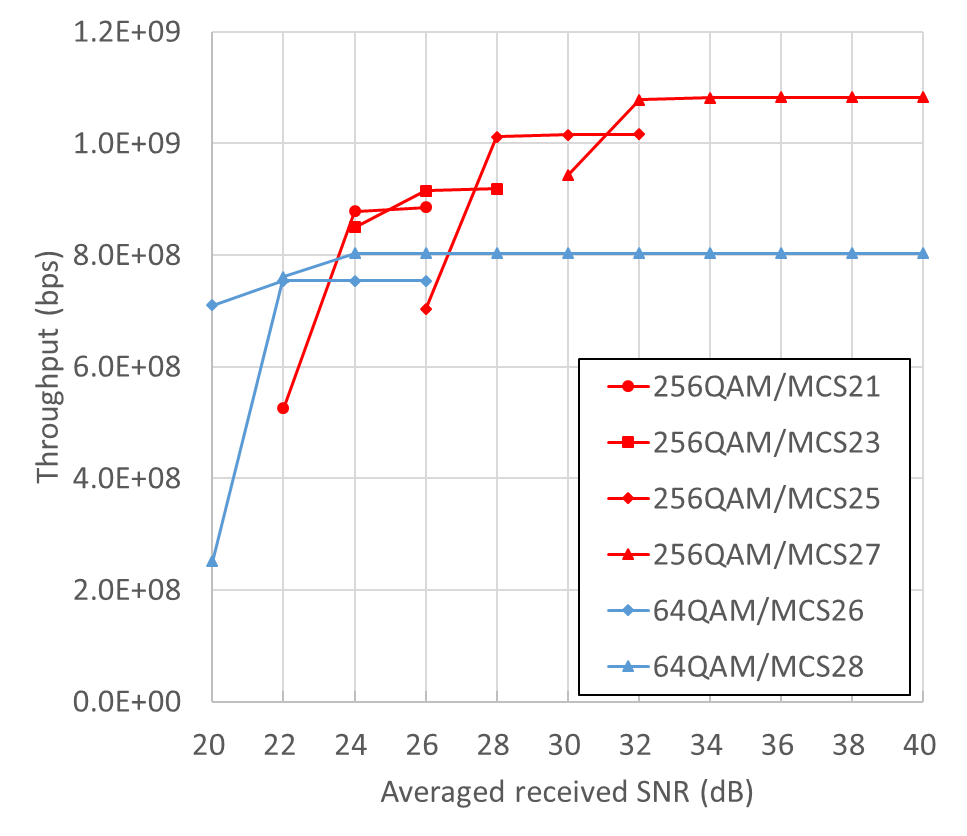 1.2E+09
1.0E+09
8.0E+08
6.0E+08
4.0E+08
2.0E+08
0.0E+00
Throughput (bps)
256QAM/MCS21
256QAM/MCS23
256QAM/MCS25
256QAM/MCS27
64QAM/MCS26
64QAM/MCS28
20 22 24 26 28 30 32 34 36 38 40
Averaged received SNR (dB)